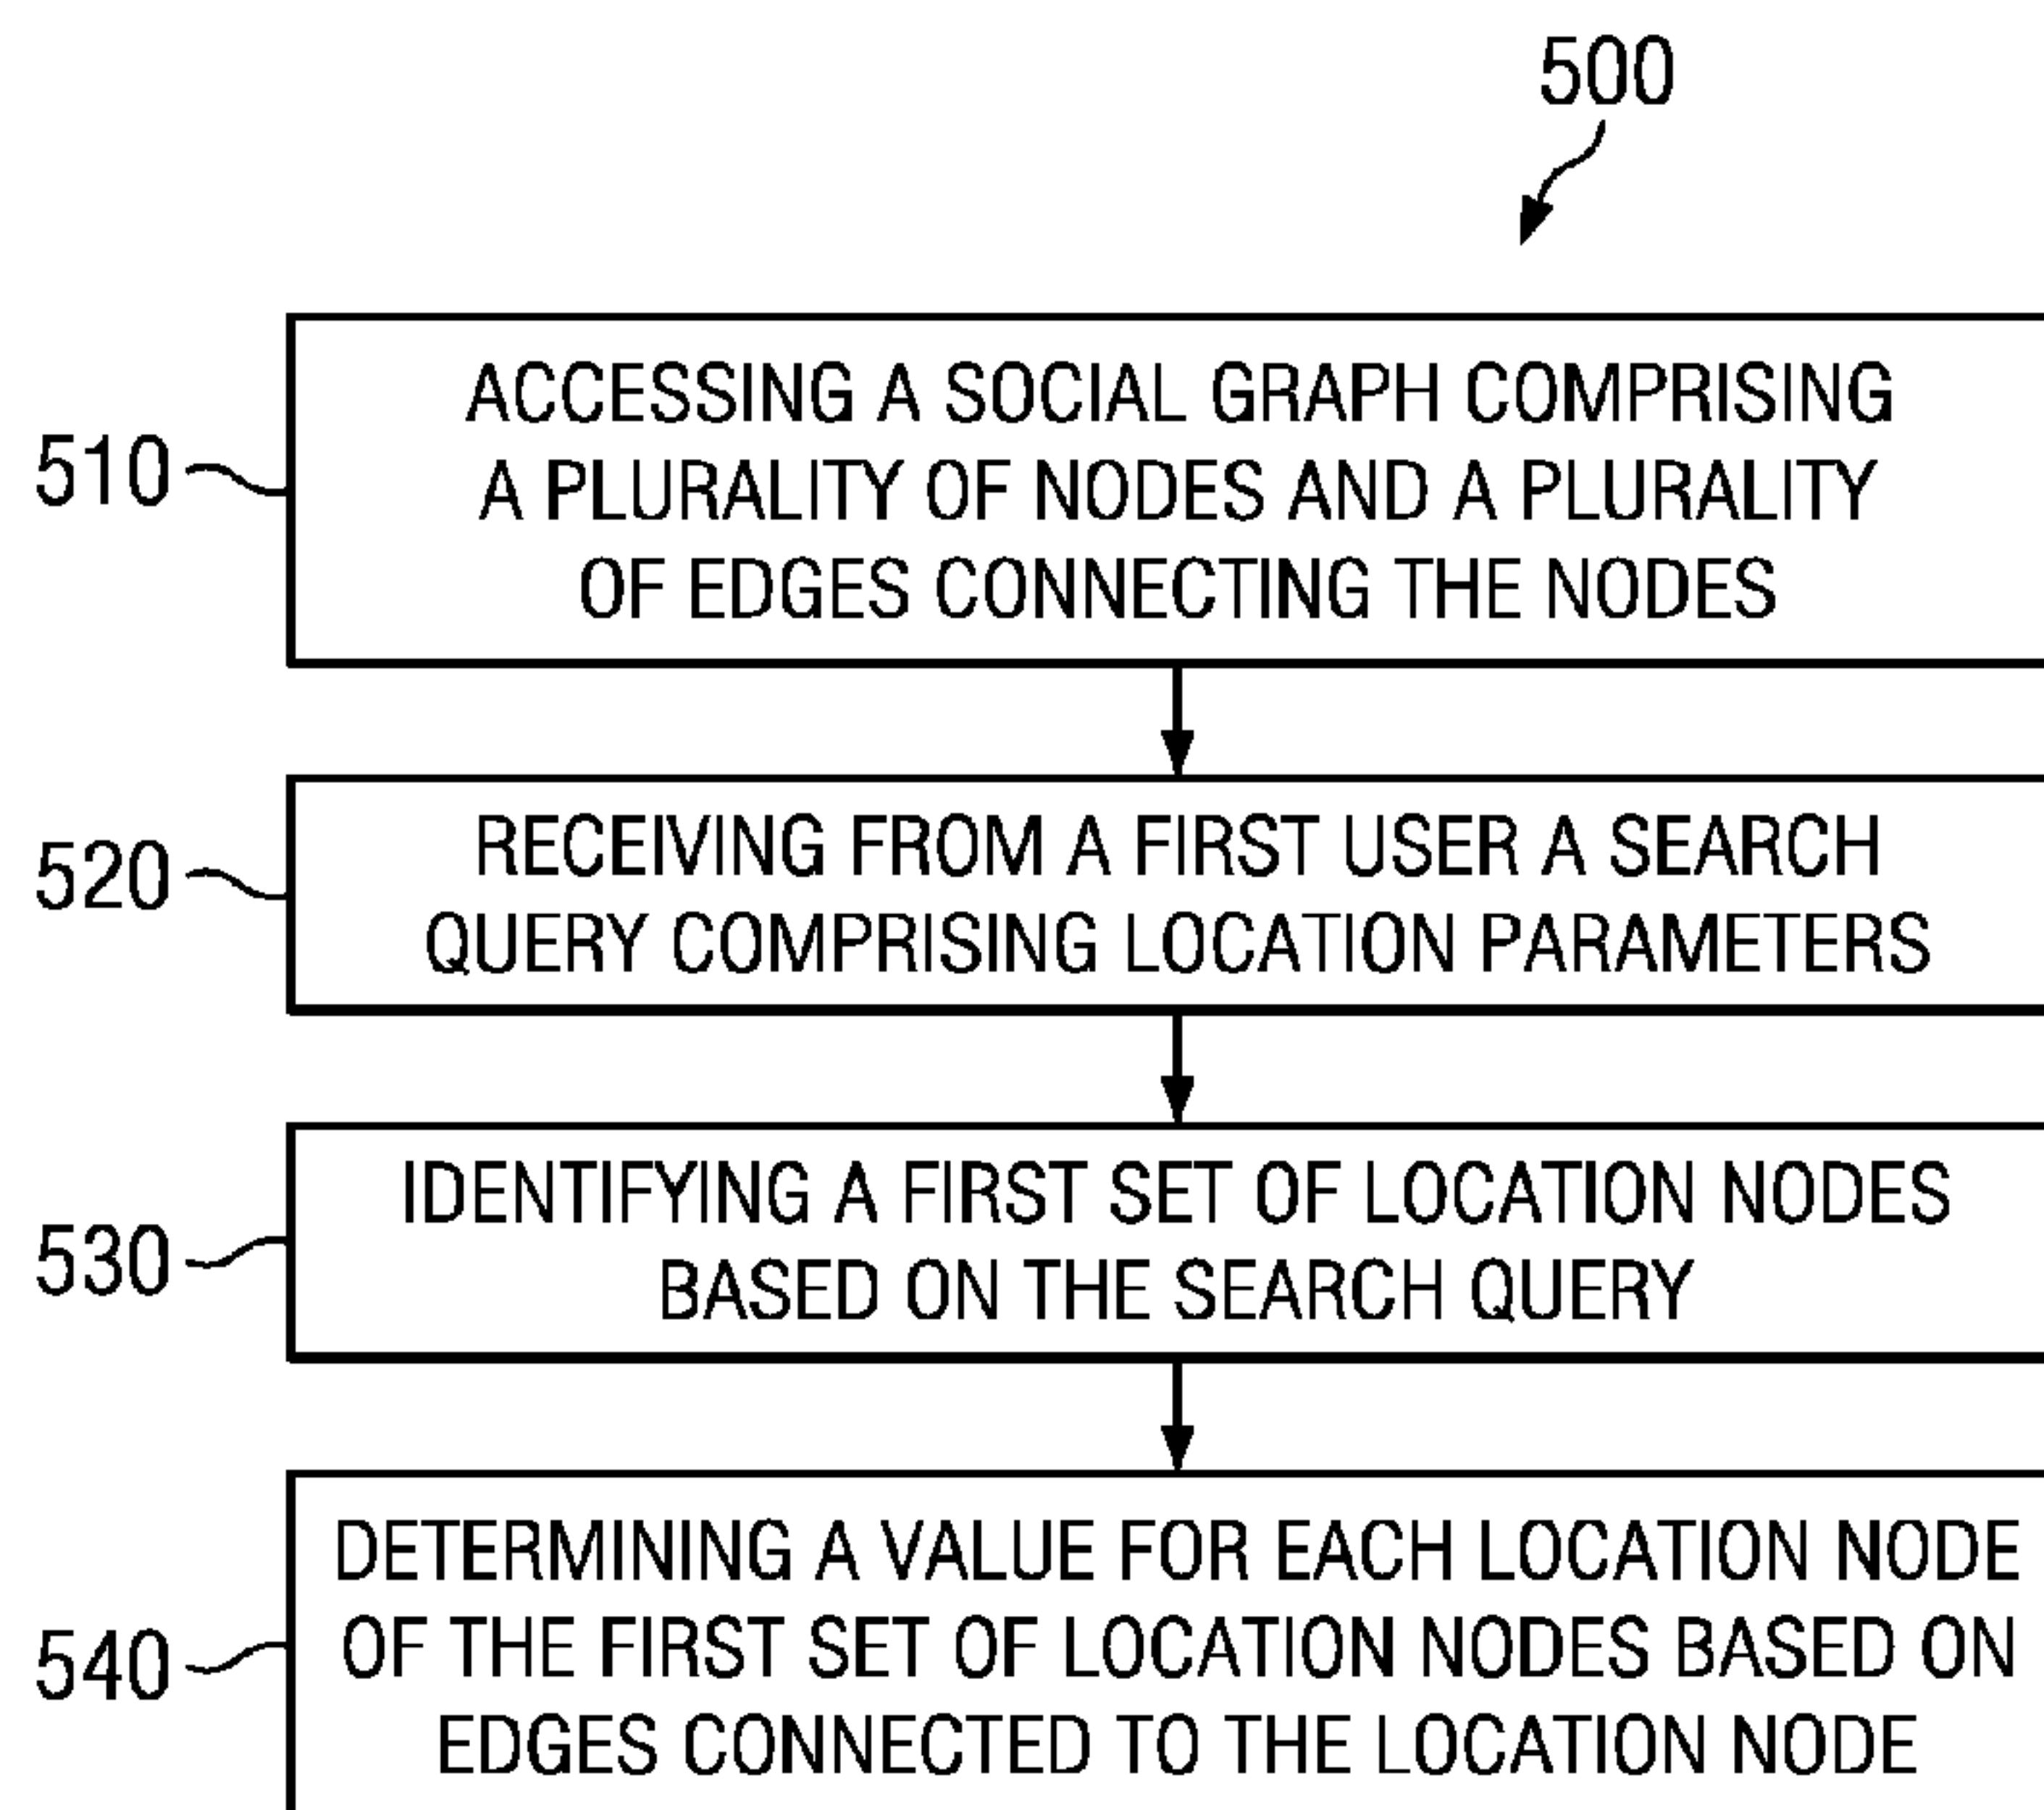 500
510
ACCESSING A SOCIAL GRAPH COMPRISING
A PLURALITY OF NODES AND A PLURALITY
OF EDGES CONNECTING THE NODES
520
RECEIVING FROM A FIRST USER A SEARCH
QUERY COMPRISING LOCATION PARAMETERS
530
IDENTIFYING A FIRST SET OF LOCATION NODES
BASED ON THE SEARCH QUERY
540
DETERMINING A VALUE FOR EACH LOCATION NODE
OF THE FIRST SET OF LOCATION NODES BASED ON
EDGES CONNECTED TO THE LOCATION NODE